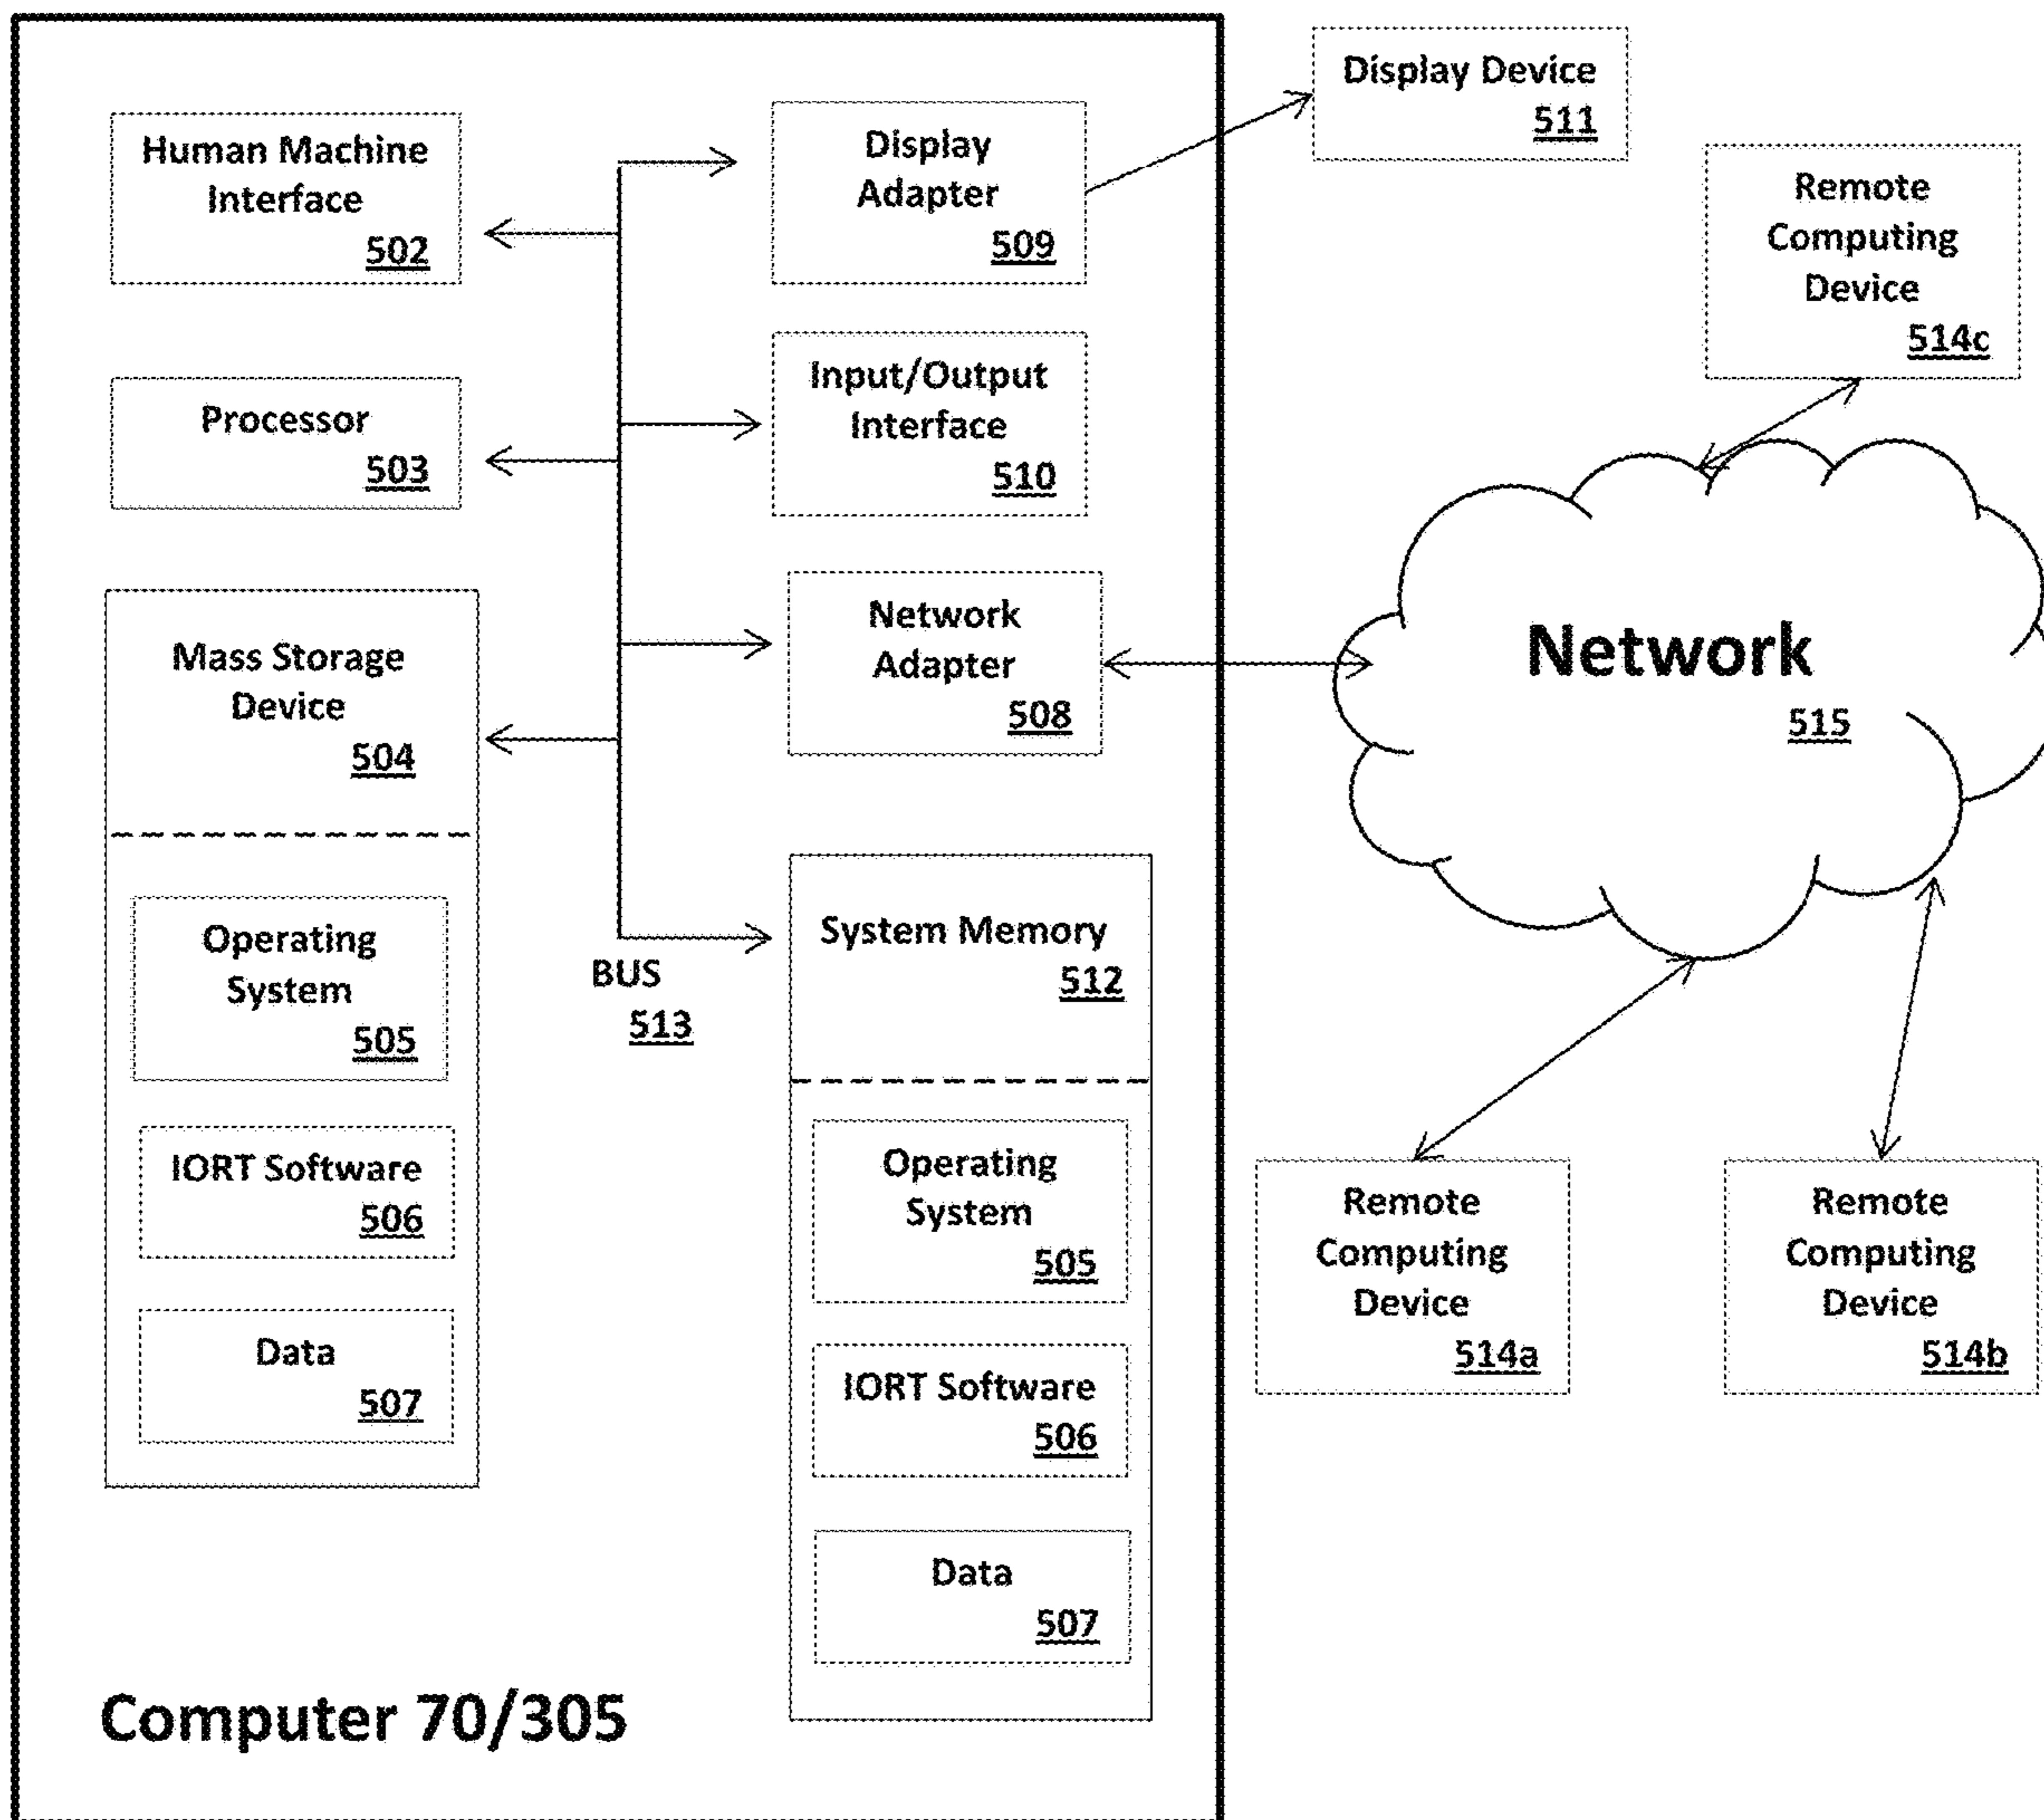 Human Machine
Interface
502
Processor
503
Mass Storage
Device
504
Operating
System
505
IORT Software
506
Data
507
Display
Adapter
509
Input/Output
Interface
510
Network
Adapter
508
BUS
513
System Memory
512
Operating
System
505
IORT Software
506
Data
507
Computer 70/305
Display Device
511
Remote
Computing
Device
514c
Network
515
Remote
Computing
Device
514a
Remote
Computing
Device
514b